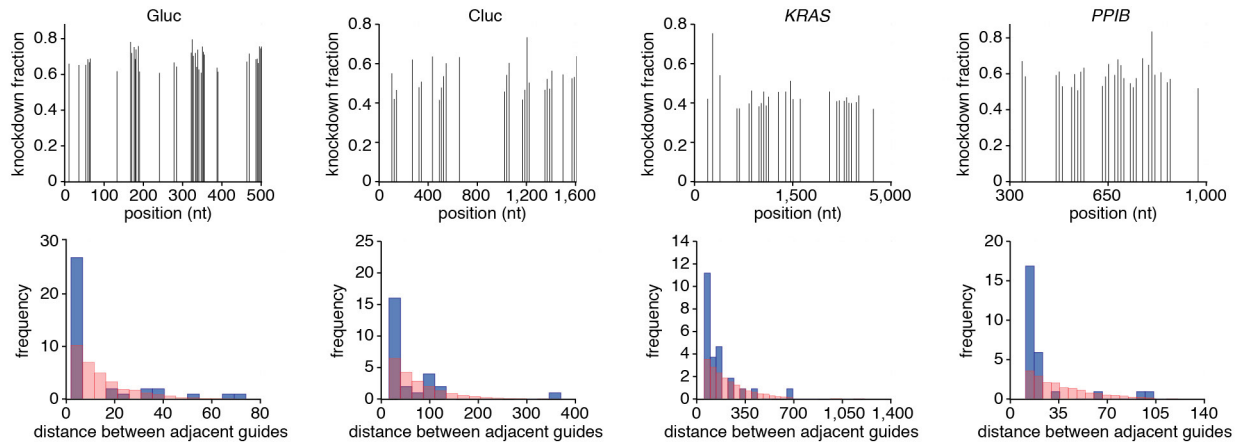 Gluc
0.8
0.6
0.4
0.2
0
knockdown fraction
0 100 200 300 400 500
position (nt)
Cluc
0.8
0.6
0.4
0.2
0
knockdown fraction
0 400 800 1,200 1,600
position (nt)
KRAS
0.8
0.6
0.4
0.2
0
knockdown fraction
0 1,500 5,000
position (nt)
PPIB
0.8
0.6
0.4
0.2
0
knockdown fraction
300 650 1,000
position (nt)
30
20
10
0
frequency
0 20 40 60 80
distance between adjacent guides
25
20
15
10
5
0
frequency
0 100 200 300 400
distance between adjacent guides
14
12
10
8
6
4
2
0
frequency
0 350 700 1,050 1,400
distance between adjacent guides
20
15
10
5
0
frequency
0 35 70 105 140
distance between adjacent guides